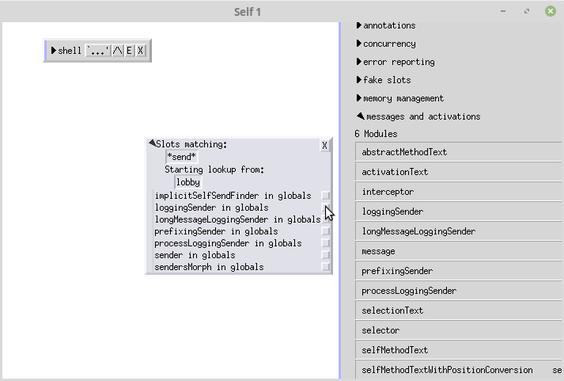 Self 1
shell '...' /\ E X
Slots matching: X
*send*
Starting lookup from:
lobby
implicitSelfSendFinder in globals
loggingSender in globals
longMessageLoggingSender in globals
prefixingSender in globals
processLoggingSender in globals
sender in globals
sendersMorph in globals
annotations
concurrency
error reporting
fake slots
memory management
messages and activations
6 Modules
abstractMethodText
activationText
interceptor
loggingSender
longMessageLoggingSender
message
prefixingSender
processLoggingSender
selectionText
selector
selfMethodText
selfMethodTextWithPositionConversion se